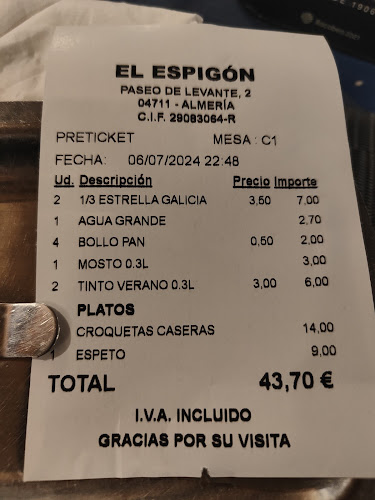 EL ESPIGÓN
PASEO DE LEVANTE, 2
04711 - ALMERÍA
C.I.F. 29083064-R
PRETICKET MESA : C1
FECHA: 06/07/2024 22:48
Ud. Descripción Precio Importe
2 1/3 ESTRELLA GALICIA 3,50 7,00
1 AGUA GRANDE 2,70
4 BOLLO PAN 0,50 2,00
1 MOSTO 0.3L 3,00
2 TINTO VERANO 0.3L 3,00 6,00
PLATOS
CROQUETAS CASERAS 14,00
1 ESPETO 9,00
TOTAL 43,70 €
I.V.A. INCLUIDO
GRACIAS POR SU VISITA